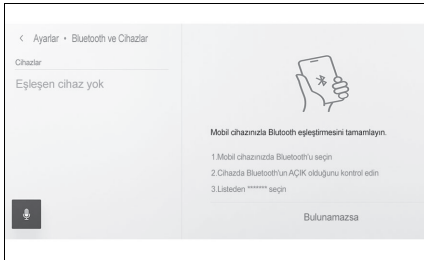 < Ayarlar • Bluetooth ve Cihazlar
Cihazlar
Eşleşen cihaz yok
Mobil cihazınızla Blutooth eşleştirmesini tamamlayın.
1.Mobil cihazınızda Bluetooth'u seçin
2.Cihazda Bluetooth'un AÇIK olduğunu kontrol edin
3.Listeden ******* seçin
Bulunamazsa